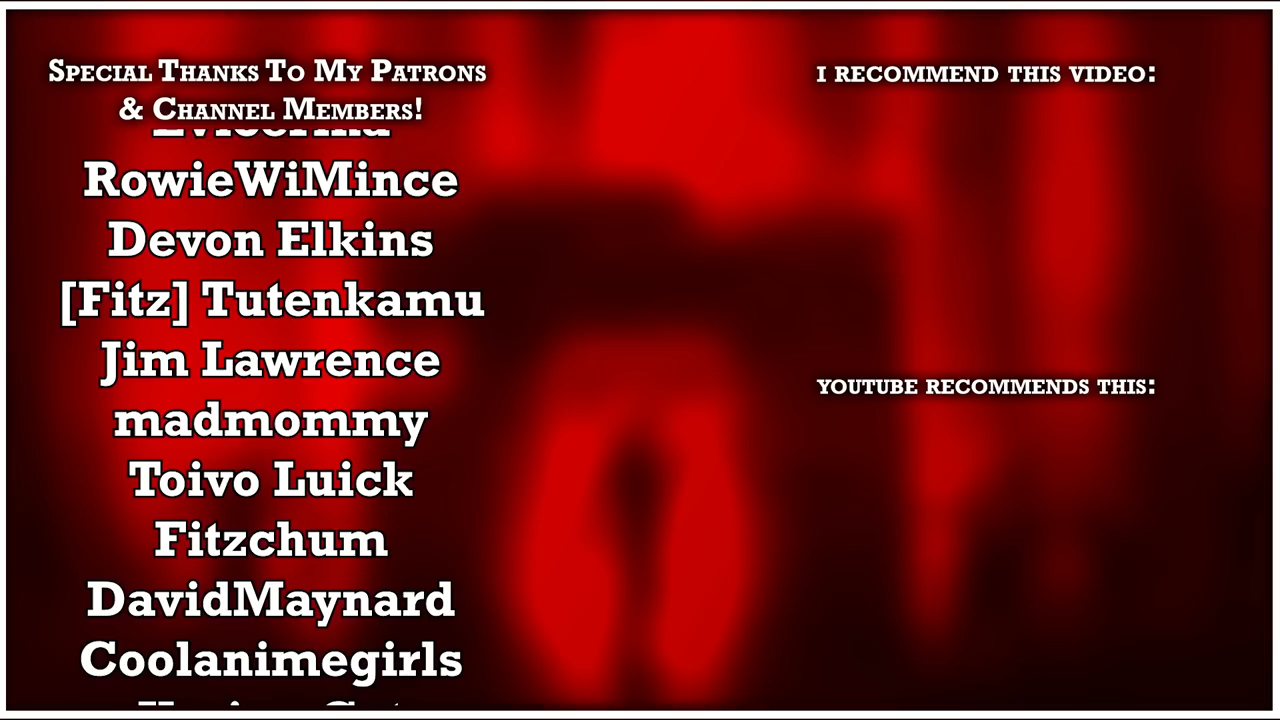 Special Thanks To My Patrons
& Channel Members!
RowieWiMince
Devon Elkins
[Fitz] Tutenkamu
Jim Lawrence
madmommy
Toivo Luick
Fitzchum
DavidMaynard
Coolanimegirls
I RECOMMEND THIS VIDEO:
YOUTUBE RECOMMENDS THIS: